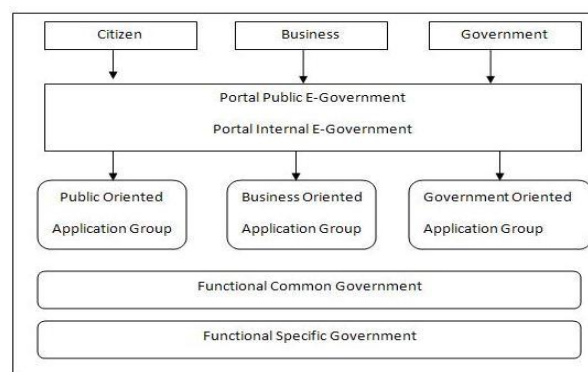 Citizen
Business
Government
Portal Public E-Government
Portal Internal E-Government
Public Oriented
Application Group
Business Oriented
Application Group
Government Oriented
Application Group
Functional Common Government
Functional Specific Government